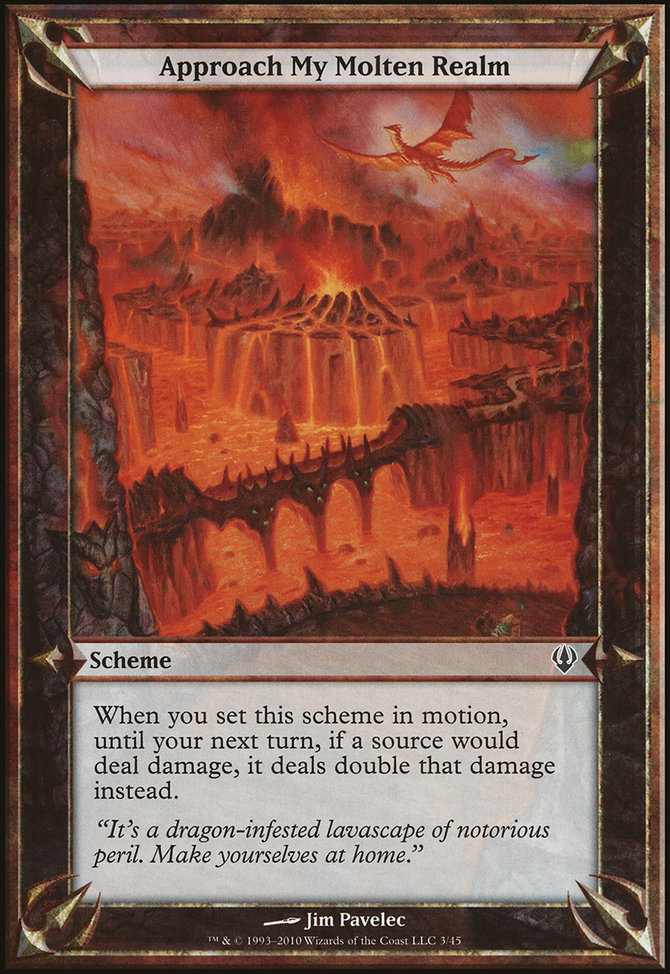 Approach My Molten Realm
Scheme
When you set this scheme in motion,
until your next turn, if a source would
deal damage, it deals double that damage
instead.
“It's a dragon-infested lavascape of notorious
peril. Make yourselves at home.”
Jim Pavelec
™ & © 1993–2010 Wizards of the Coast LLC 3/45